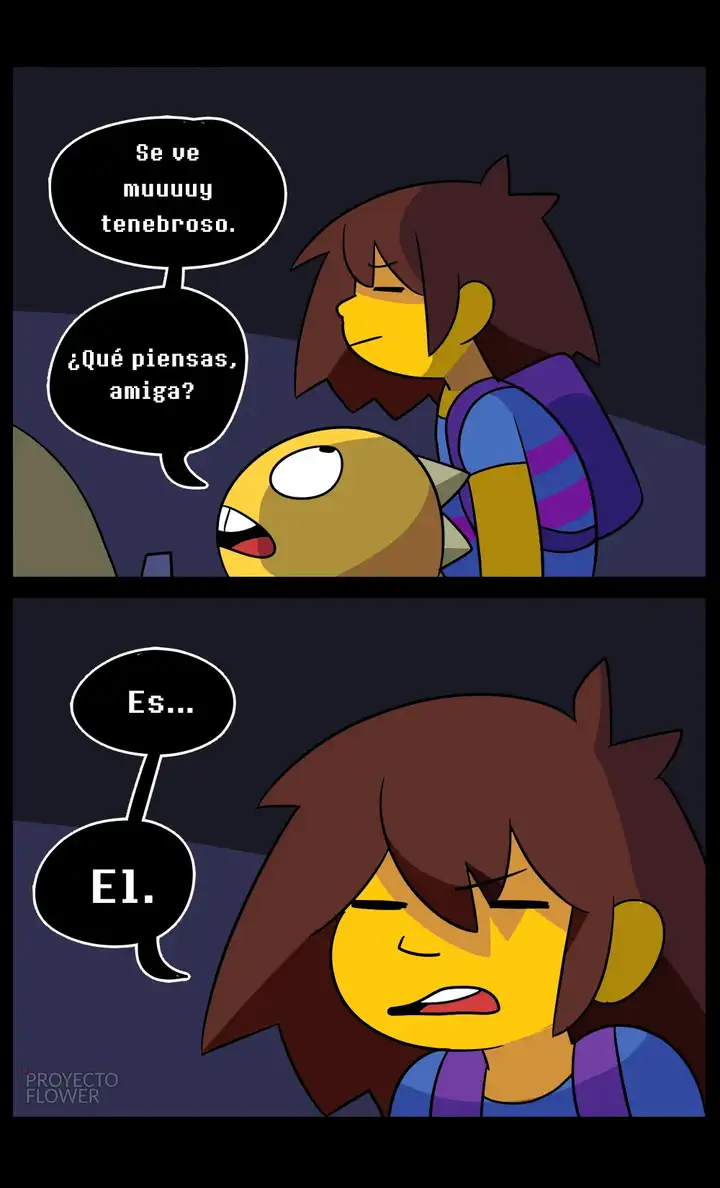 Se ve
muuuuy
tenebroso.
¿Qué piensas,
amiga?
Es...
El.
PROYECTO
FLOWER